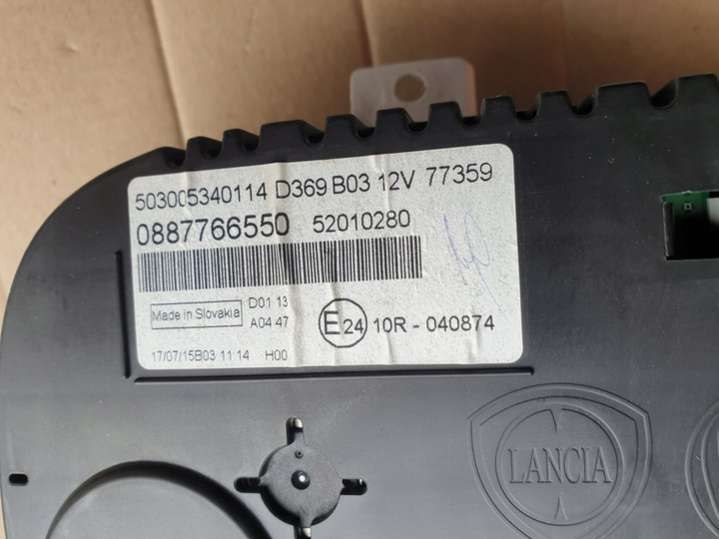 503005340114 D369 B03 12V 77359
0887766550 52010280
Made in Slovakia
D01 13
A04 47
E24 10R - 040874
17/07/15B03 11:14 H00
LANCIA